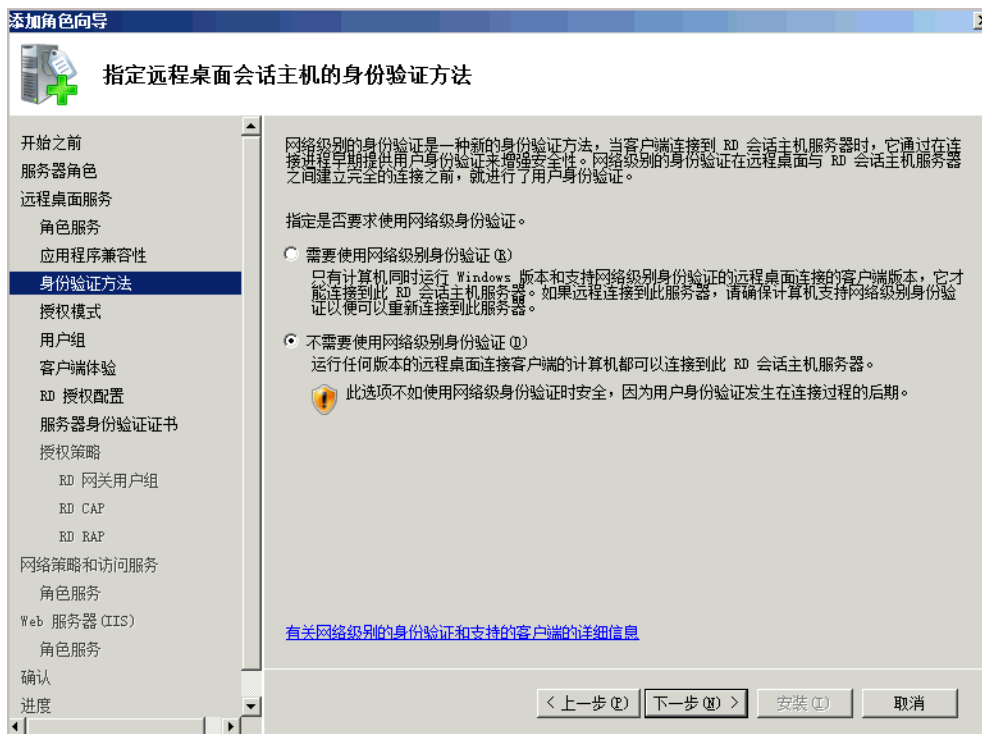 添加角色向导
指定远程桌面会话主机的身份验证方法
开始之前
服务器角色
远程桌面服务
角色服务
应用程序兼容性
身份验证方法
授权模式
用户组
客户端体验
RD 授权配置
服务器身份验证证书
授权策略
RD 网关用户组
RD CAP
RD RAP
网络策略和访问服务
角色服务
Web 服务器(IIS)
角色服务
确认
进度
网络级别的身份验证是一种新的身份验证方法，当客户端连接到 RD 会话主机服务器时，它通过在连
接进程早期提供用户身份验证来增强安全性。网络级别的身份验证在远程桌面与 RD 会话主机服务器
之间建立完全的连接之前，就进行了用户身份验证。
指定是否要求使用网络级身份验证。
需要使用网络级别身份验证(R)
只有计算机同时运行 Windows 版本和支持网络级别身份验证的远程桌面连接的客户端版本，它才
能连接到此 RD 会话主机服务器。如果远程连接到此服务器，请确保计算机支持网络级别身份验
证以便可以重新连接到此服务器。
不需要使用网络级别身份验证(D)
运行任何版本的远程桌面连接客户端的计算机都可以连接到此 RD 会话主机服务器。
此选项不如使用网络级身份验证时安全，因为用户身份验证发生在连接过程的后期。
有关网络级别的身份验证和支持的客户端的详细信息
< 上一步(P) 下一步(N) > 安装(I) 取消